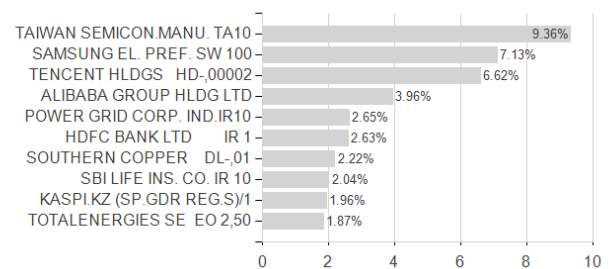 TAIWAN SEMICON.MANU. TA10 9.36%
SAMSUNG EL. PREF. SW 100 7.13%
TENCENT HLDGS HD-,00002 6.62%
ALIBABA GROUP HLDG LTD 3.96%
POWER GRID CORP. IND.IR10 2.65%
HDFC BANK LTD IR 1 2.63%
SOUTHERN COPPER DL-,01 2.22%
SBI LIFE INS. CO. IR 10 2.04%
KASPI.KZ (SP.GDR REG.S)/1 1.96%
TOTALENERGIES SE EO 2,50 1.87%
0 2 4 6 8 10